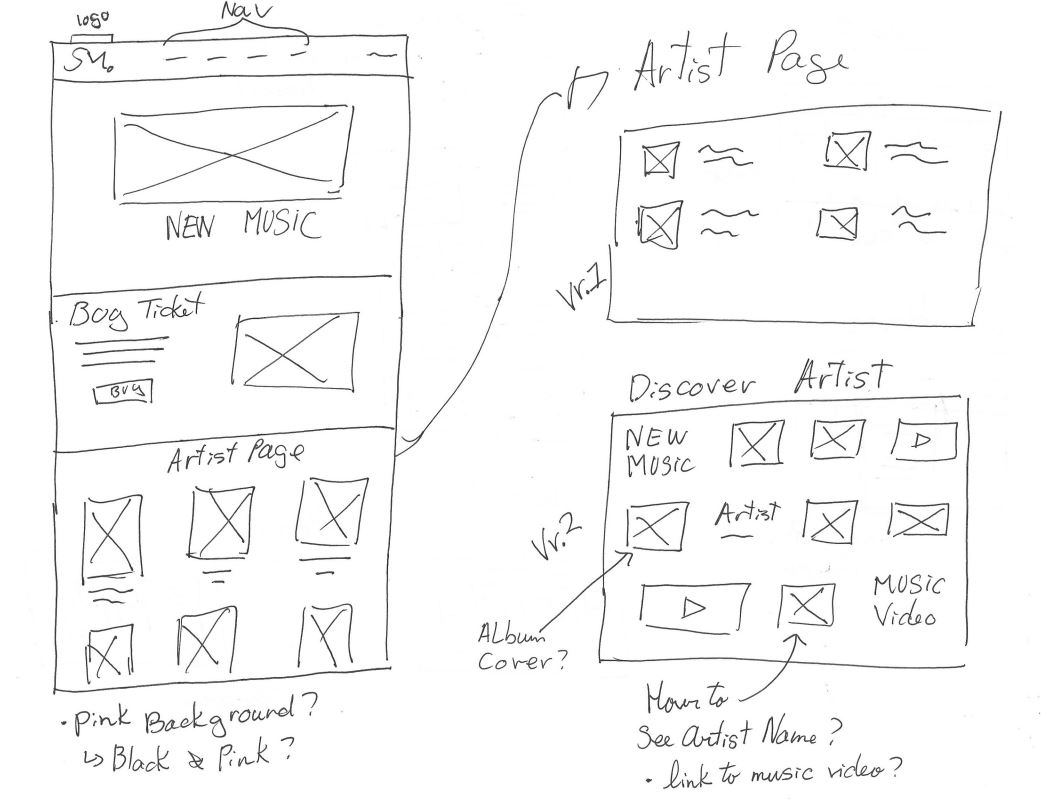 logo
Nav
SM.
NEW MUSIC
Buy Ticket
BUY
Artist Page
• Pink Background?
↳ Black & Pink?
Artist Page
Vr.1
Discover Artist
NEW
MUSIC
Artist
Vr.2
MUSIC
Video
Album
Cover?
Hover to
See Artist Name?
• link to music video?